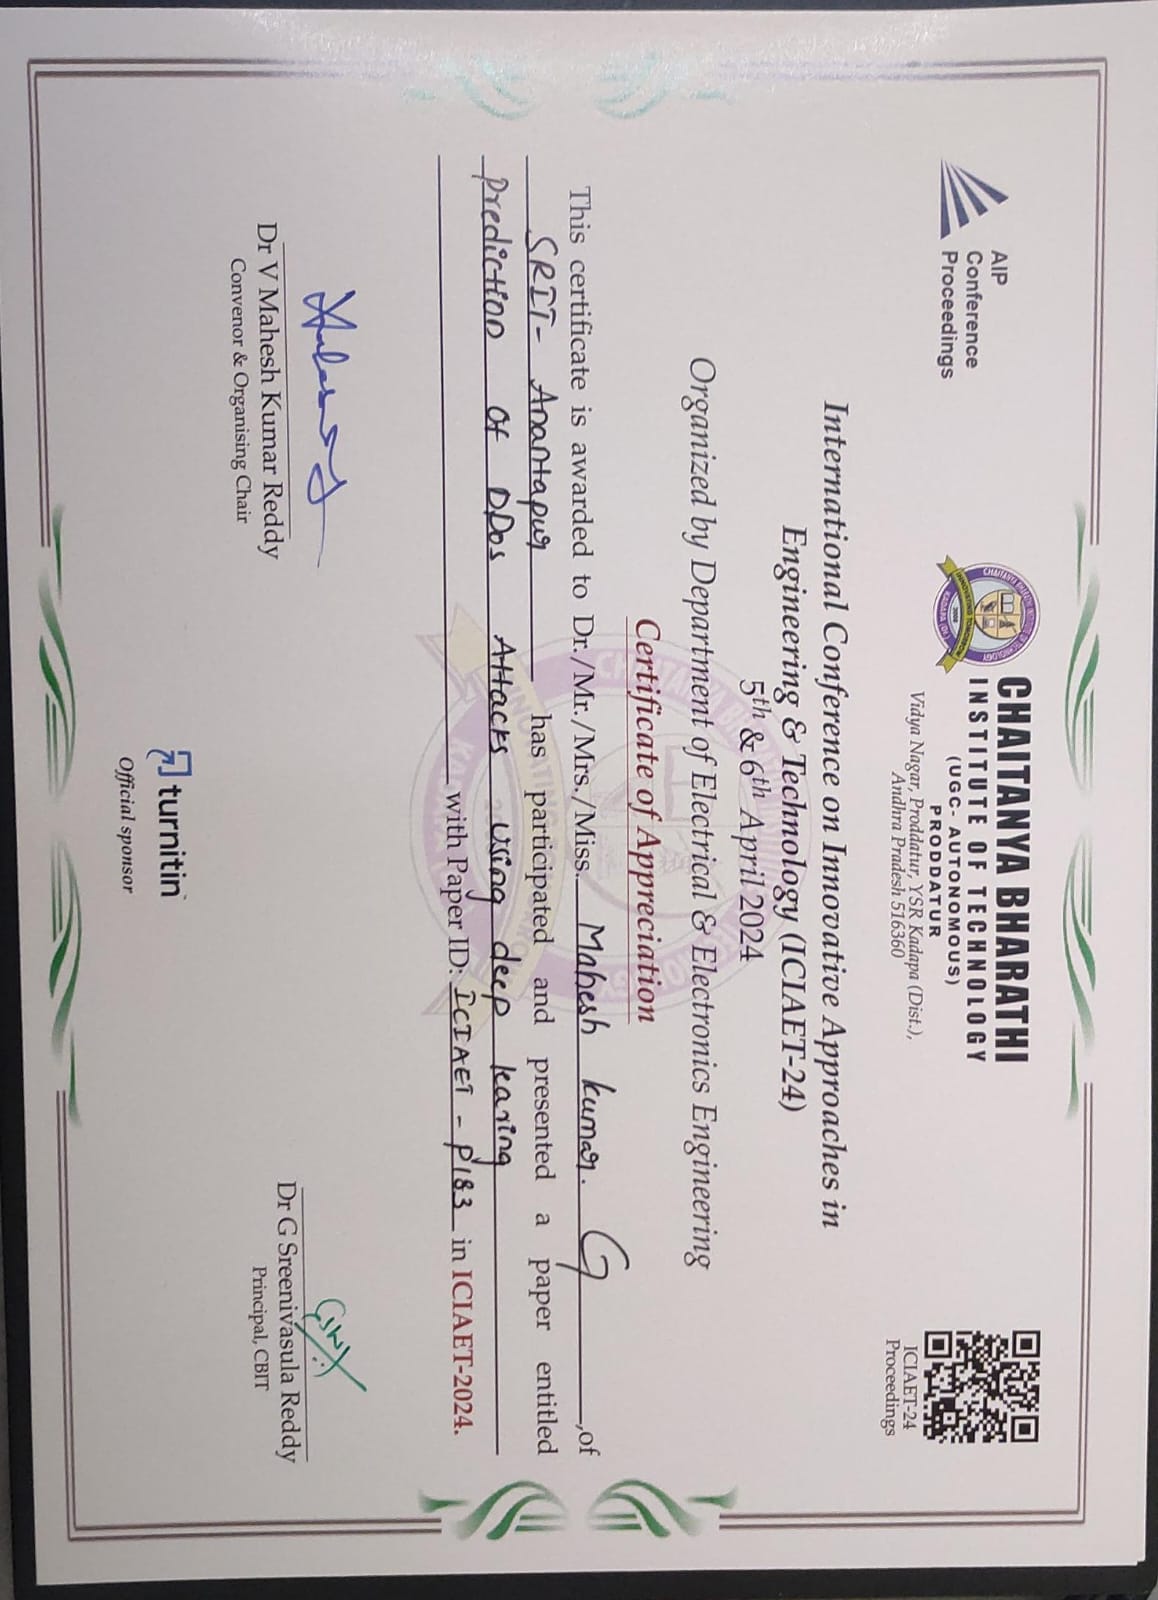 AIP
Conference
Proceedings
CHAITANYA BHARATHI
INSTITUTE OF TECHNOLOGY
(UGC- AUTONOMOUS)
PRODDATUR
Vidya Nagar, Proddatur, YSR Kadapa (Dist.),
Andhra Pradesh 516360
ICIAET-24
Proceedings
International Conference on Innovative Approaches in
Engineering & Technology (ICIAET-24)
5th & 6th April 2024
Organized by Department of Electrical & Electronics Engineering
Certificate of Appreciation
This certificate is awarded to Dr./Mr./Mrs./Miss. Mahesh kumar. G ,of
SRIT- Anantapur has participated and presented a paper entitled
Prediction Of DDos Attacks using deep learing
with Paper ID: ICIAET - P183 in ICIAET-2024.
Dr V Mahesh Kumar Reddy
Convenor & Organising Chair
Dr G Sreenivasula Reddy
Principal, CBIT
turnitin
Official sponsor